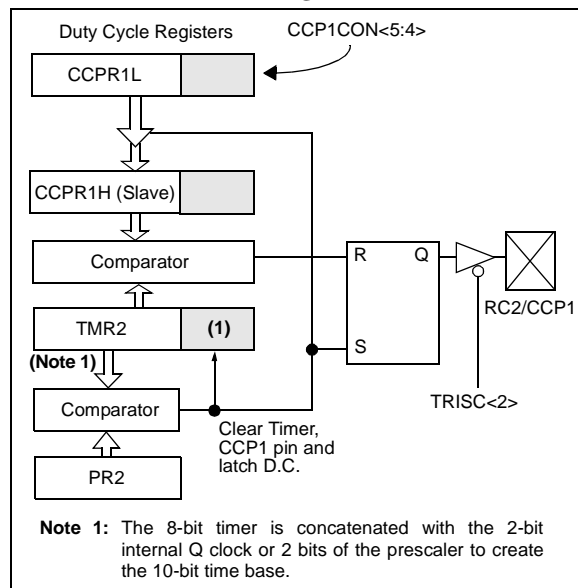 Duty Cycle Registers
CCP1CON<5:4>
CCPR1L
CCPR1H (Slave)
Comparator
R
Q
RC2/CCP1
TMR2
(1)
(Note 1)
S
TRISC<2>
Comparator
Clear Timer,
CCP1 pin and
latch D.C.
PR2
Note 1: The 8-bit timer is concatenated with the 2-bit
internal Q clock or 2 bits of the prescaler to create
the 10-bit time base.